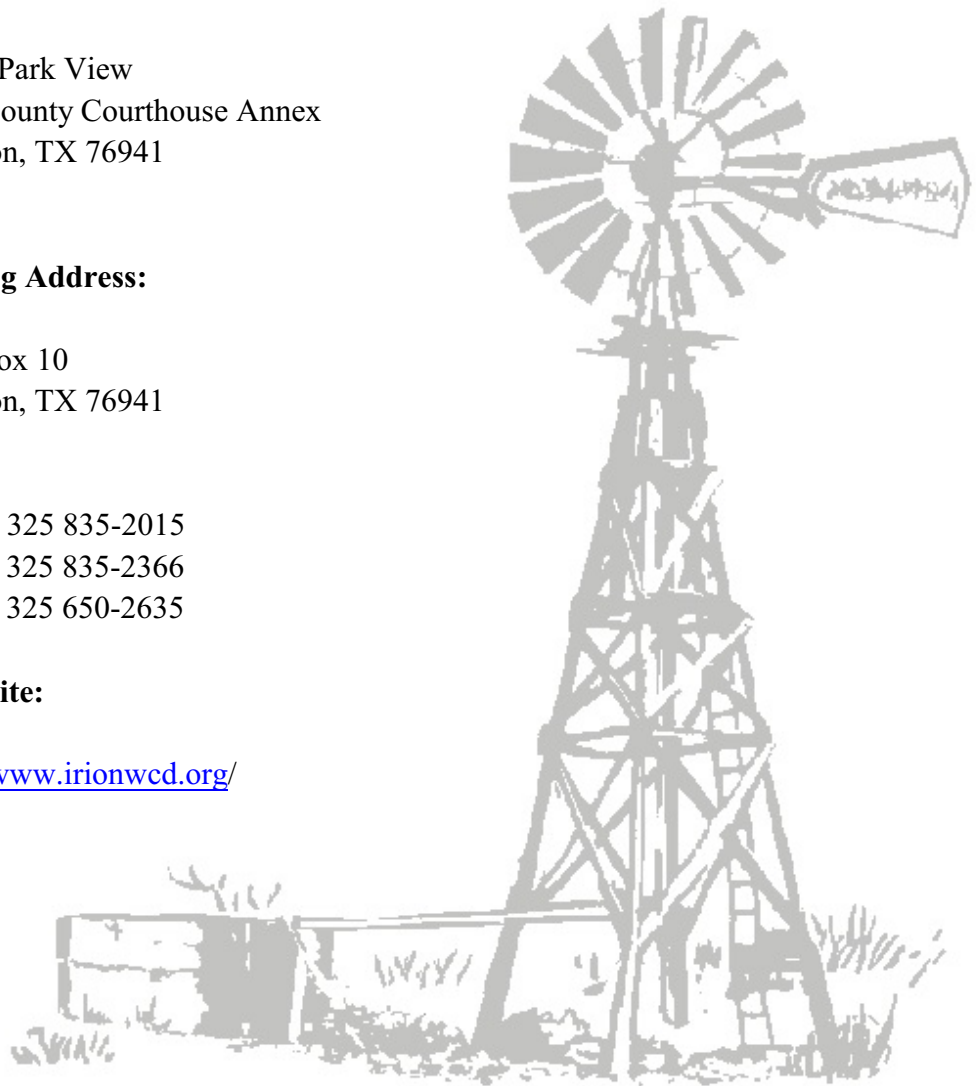 Park View
ounty Courthouse Annex
on, TX 76941
g Address:
ox 10
on, TX 76941
325 835-2015
325 835-2366
325 650-2635
ite:
www.irionwcd.org/